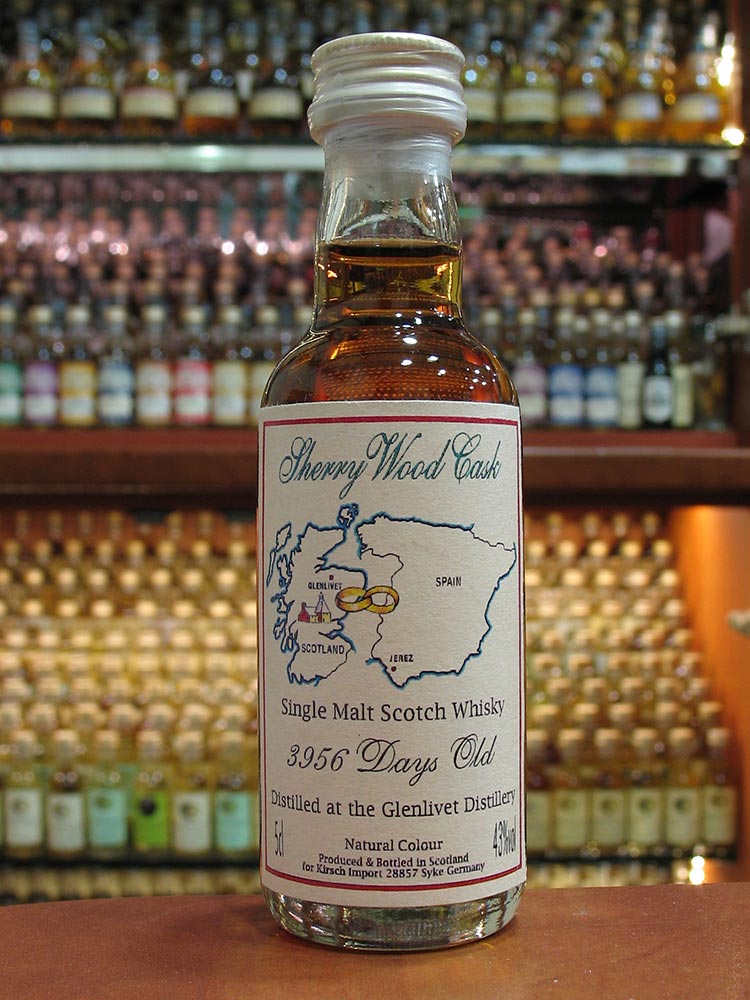 Sherry Wood Cask
GLENLIVET
SPAIN
SCOTLAND
JEREZ
Single Malt Scotch Whisky
3956 Days Old
Distilled at the Glenlivet Distillery
5cl
43%vol
Natural Colour
Produced & Bottled in Scotland
for Kirsch Import 28857 Syke Germany